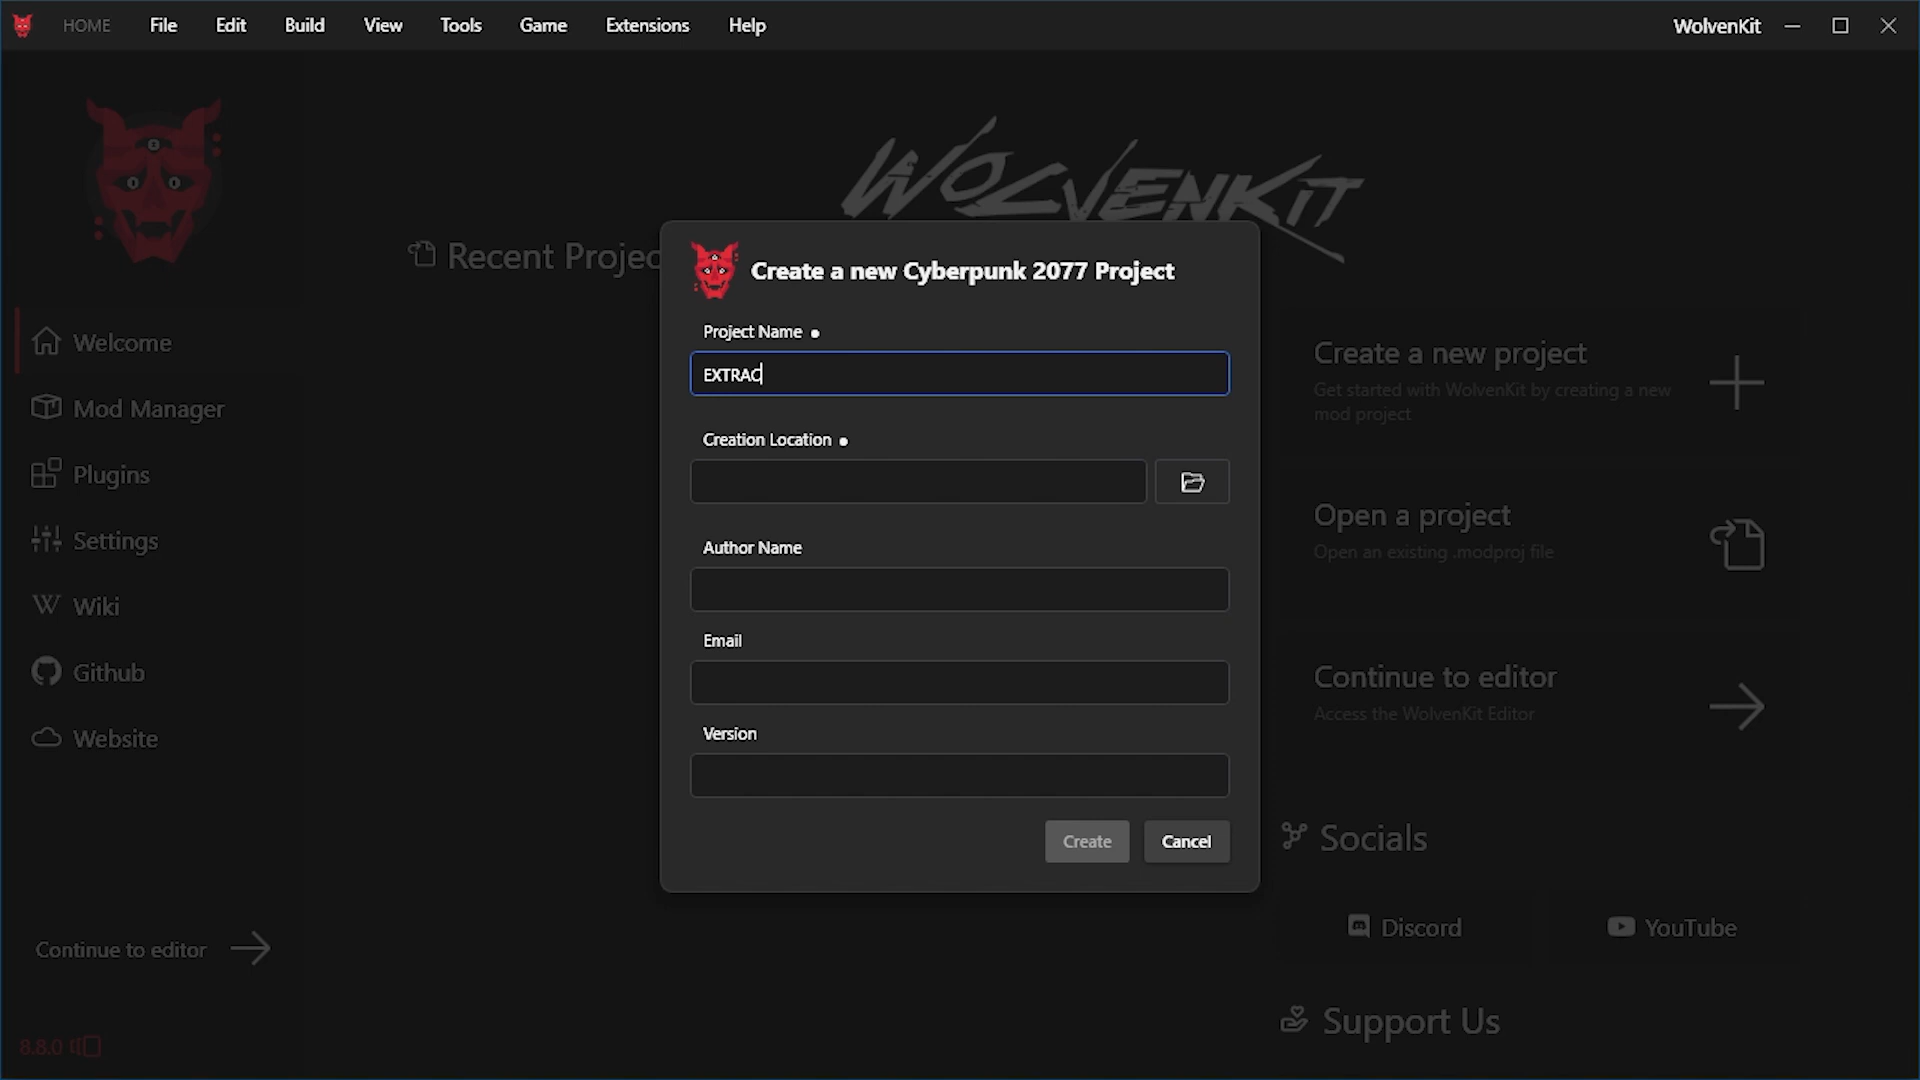 HOME File Edit Build View Tools Game Extensions Help WolvenKit
WOLVENKIT
Recent Projec
Welcome
Mod Manager
Plugins
Settings
Wiki
Github
Website
Continue to editor
8.8.0
Create a new Cyberpunk 2077 Project
Project Name
EXTRAC
Creation Location
Author Name
Email
Version
Create Cancel
Create a new project
Get started with WolvenKit by creating a new
mod project
Open a project
Open an existing .modproj file
Continue to editor
Access the WolvenKit Editor
Socials
Discord YouTube
Support Us